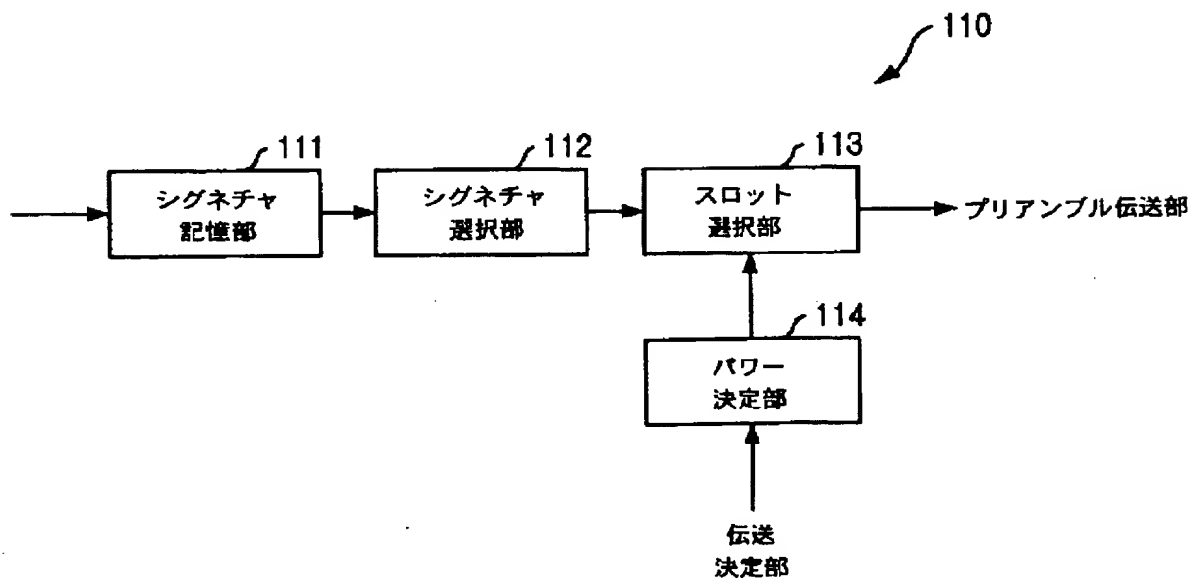 110
111
112
113
シグネチャ
記憶部
シグネチャ
選択部
スロット
選択部
プリアンブル伝送部
114
パワー
決定部
伝送
決定部